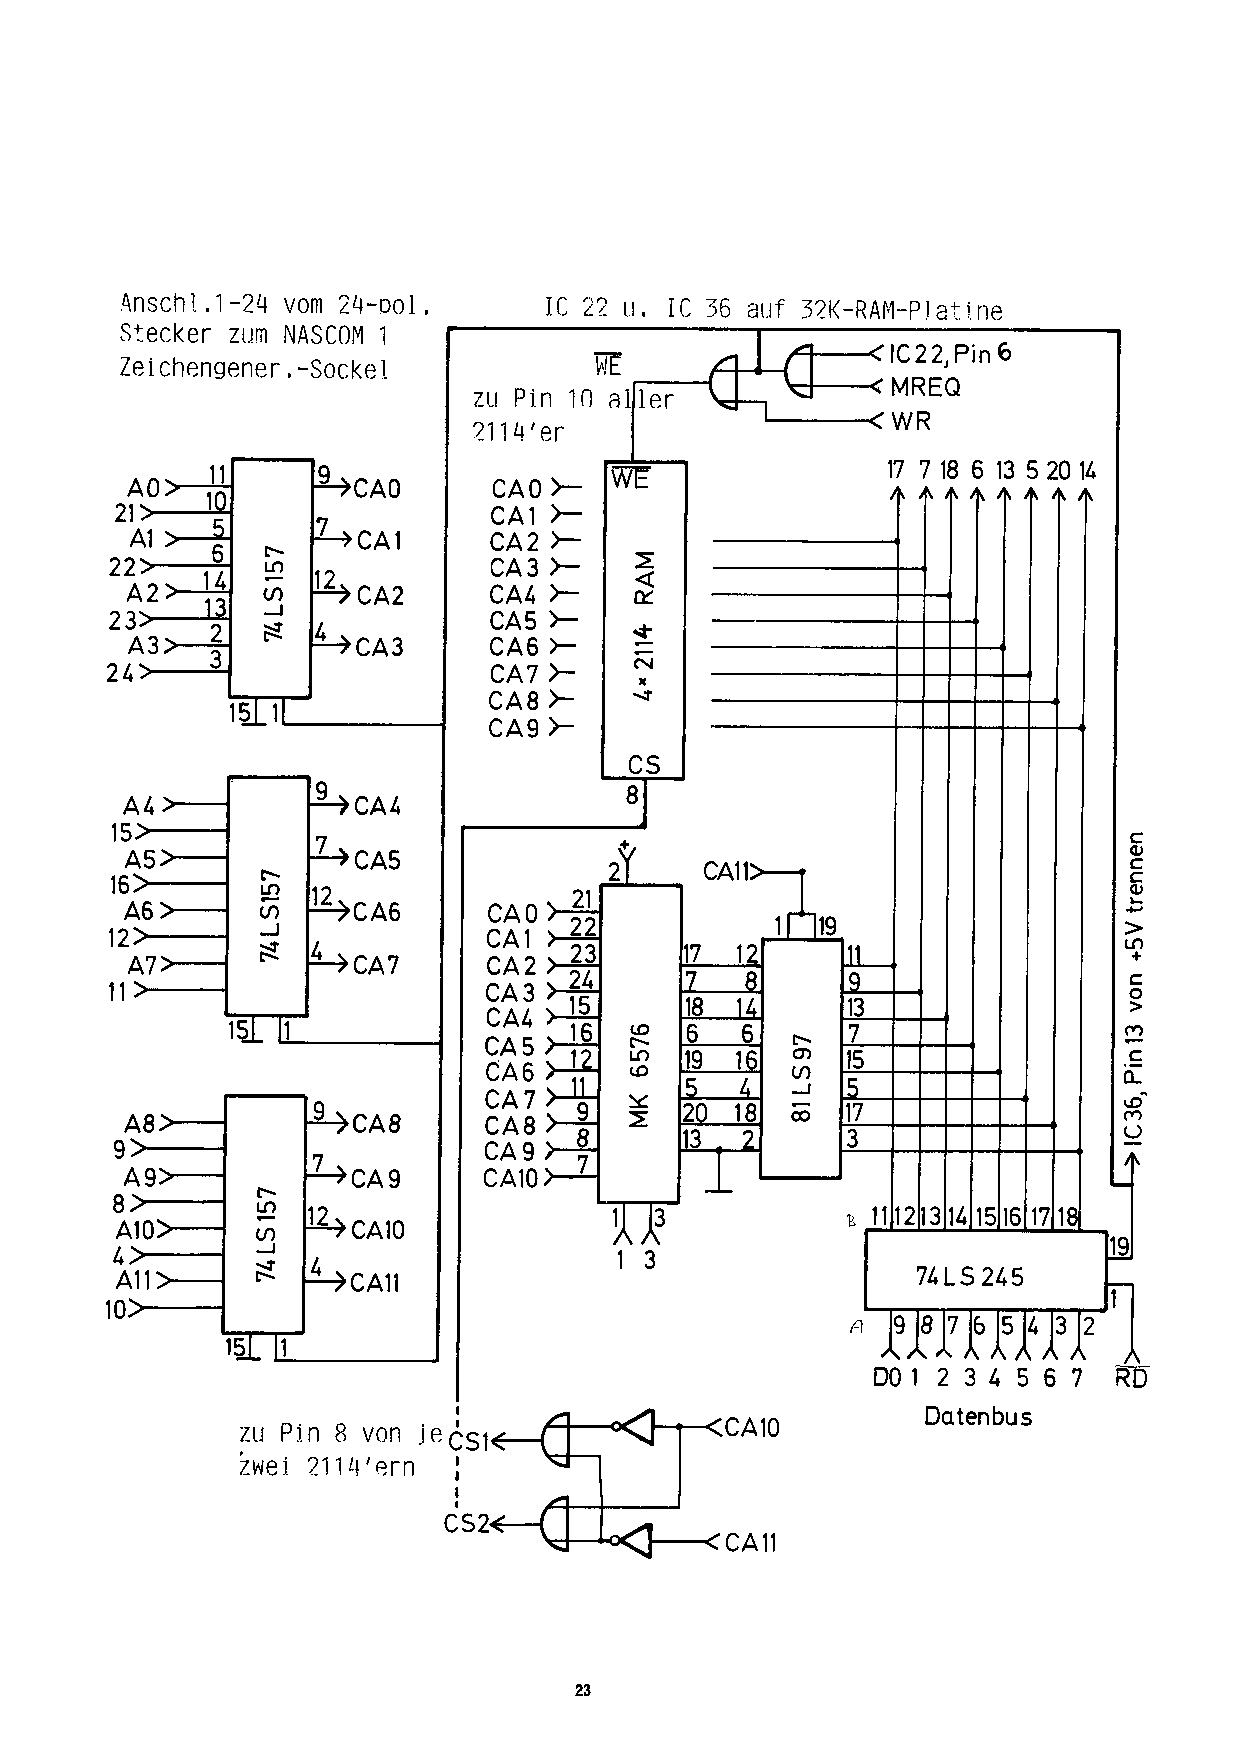 Anschl.1-24 vom 24-pol.
Stecker zum NASCOM 1
Zeichengener.-Sockel
IC 22 u. IC 36 auf 32K-RAM-Platine
WE
zu Pin 10 aller
2114'er
IC22, Pin 6
MREQ
WR
17 7 18 6 13 5 20 14
A0 11 9 CA0
21 10
A1 5 7 CA1
22 6
A2 14 12 CA2
23 13
A3 2 4 CA3
24 3
74LS157
15 1
CA0
CA1
CA2
CA3
CA4
CA5
CA6
CA7
CA8
CA9
WE
4×2114 RAM
CS
8
A4 9 CA4
15
A5 7 CA5
16
A6 12 CA6
12
A7 4 CA7
11
74LS157
15 1
+
2
CA11
1 19
CA0 21 17 12 11
CA1 22 7 8 9
CA2 23 18 14 13
CA3 24 6 6 7
CA4 15 19 16 15
CA5 16 5 4 5
CA6 12 20 18 17
CA7 11 13 2 3
CA8 9
CA9 8
CA10 7
MK 6576
81LS97
1 3
1 3
IC36, Pin13 von +5V trennen
A8 9 CA8
9
A9 7 CA9
8
A10 12 CA10
4
A11 4 CA11
10
74LS157
15 1
B 11 12 13 14 15 16 17 18
19
74LS245
1
A 9 8 7 6 5 4 3 2
D0 1 2 3 4 5 6 7 RD
Datenbus
zu Pin 8 von je
zwei 2114'ern
CS1
CA10
CS2
CA11
23